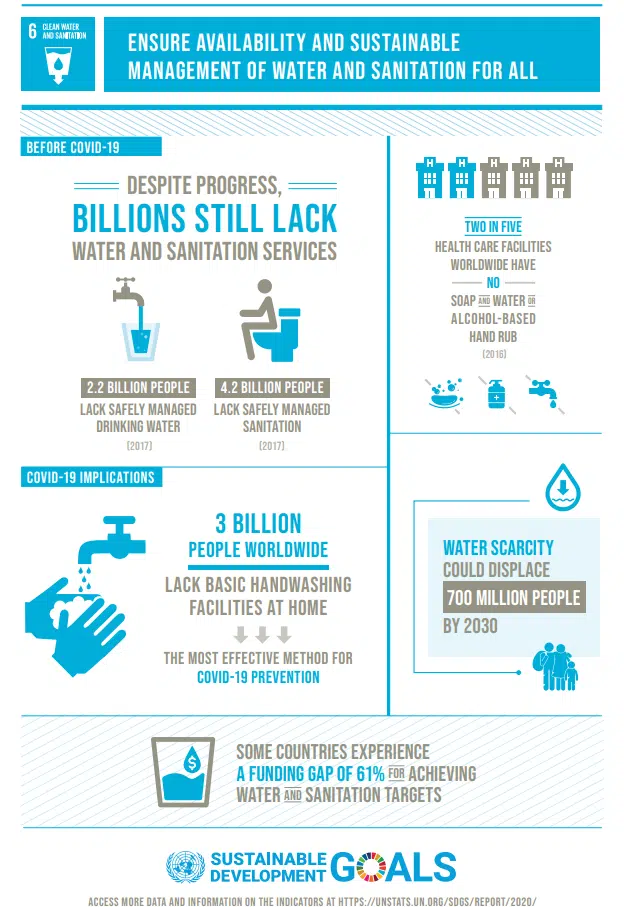 6 CLEAN WATER
AND SANITATION
ENSURE AVAILABILITY AND SUSTAINABLE
MANAGEMENT OF WATER AND SANITATION FOR ALL
BEFORE COVID-19
DESPITE PROGRESS,
BILLIONS STILL LACK
WATER AND SANITATION SERVICES
2.2 BILLION PEOPLE
LACK SAFELY MANAGED
DRINKING WATER
(2017)
4.2 BILLION PEOPLE
LACK SAFELY MANAGED
SANITATION
(2017)
H H H H H
TWO IN FIVE
HEALTH CARE FACILITIES
WORLDWIDE HAVE
NO
SOAP AND WATER OR
ALCOHOL-BASED
HAND RUB
(2016)
COVID-19 IMPLICATIONS
3 BILLION
PEOPLE WORLDWIDE
LACK BASIC HANDWASHING
FACILITIES AT HOME
THE MOST EFFECTIVE METHOD FOR
COVID-19 PREVENTION
WATER SCARCITY
COULD DISPLACE
700 MILLION PEOPLE
BY 2030
$
SOME COUNTRIES EXPERIENCE
A FUNDING GAP OF 61% FOR ACHIEVING
WATER AND SANITATION TARGETS
SUSTAINABLE
DEVELOPMENT GOALS
ACCESS MORE DATA AND INFORMATION ON THE INDICATORS AT HTTPS://UNSTATS.UN.ORG/SDGS/REPORT/2020/